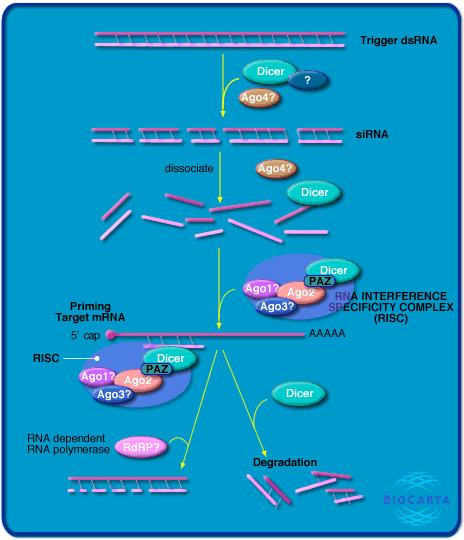 Trigger dsRNA
Dicer
?
Ago4?
siRNA
dissociate
Ago4?
Dicer
Dicer
PAZ
Ago1?
Ago2
Ago3?
RNA INTERFERENCE
SPECIFICITY COMPLEX
(RISC)
Priming
Target mRNA
5' cap
AAAAA
RISC
Dicer
PAZ
Ago1?
Ago2
Ago3?
Dicer
RNA dependent
RNA polymerase
RdRP?
Degradation
BIOCARTA